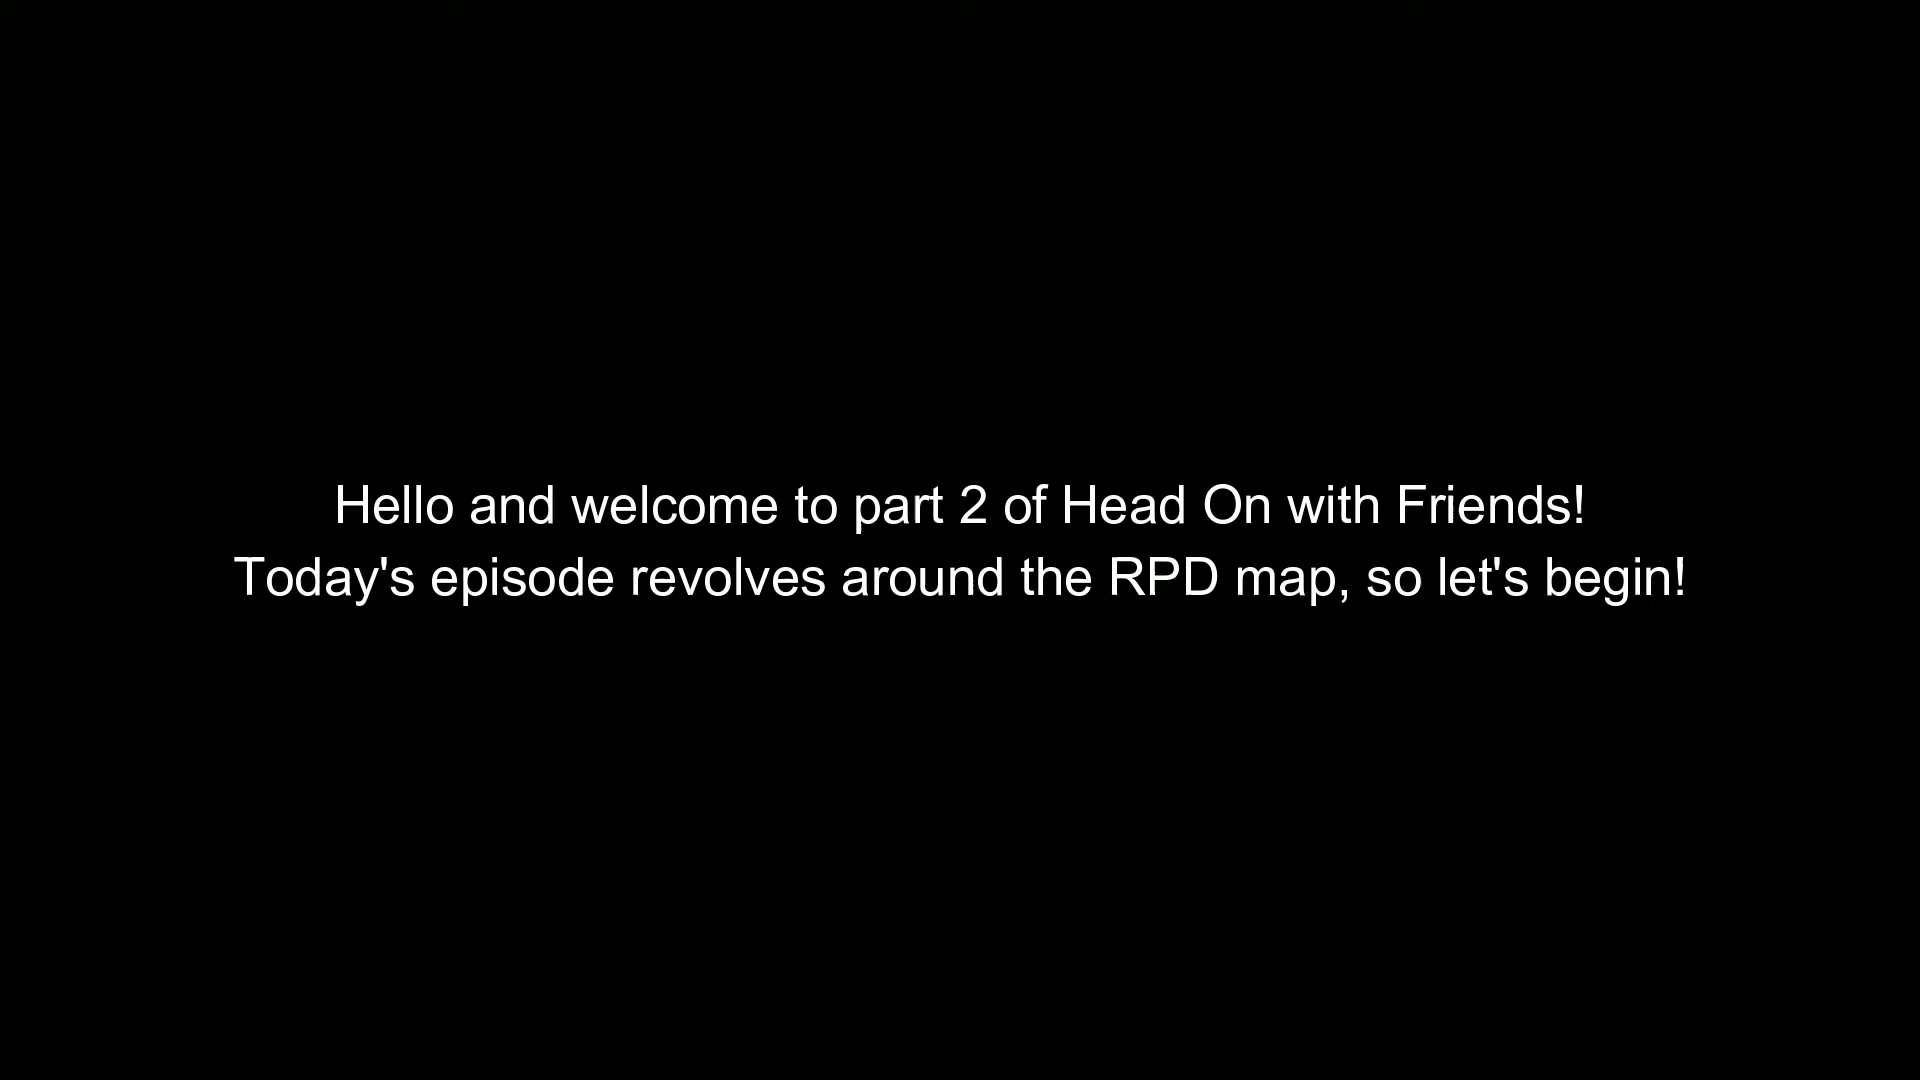 Hello and welcome to part 2 of Head On with Friends!
Today's episode revolves around the RPD map, so let's begin!